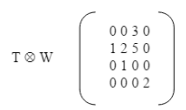 0 0 3 0
T ⊗ W 1 2 5 0
0 1 0 0
0 0 0 2